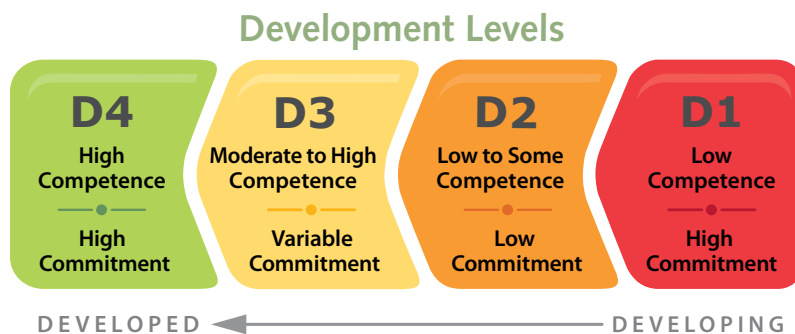 Development Levels
D4
High
Competence
High
Commitment
D3
Moderate to High
Competence
Variable
Commitment
D2
Low to Some
Competence
Low
Commitment
D1
Low
Competence
High
Commitment
DEVELOPED
DEVELOPING